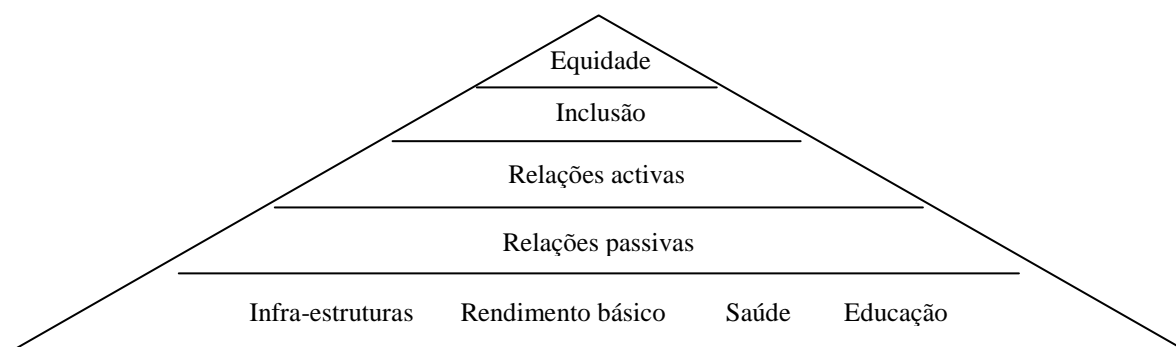 Equidade
Inclusão
Relações activas
Relações passivas
Infra-estruturas Rendimento básico Saúde Educação